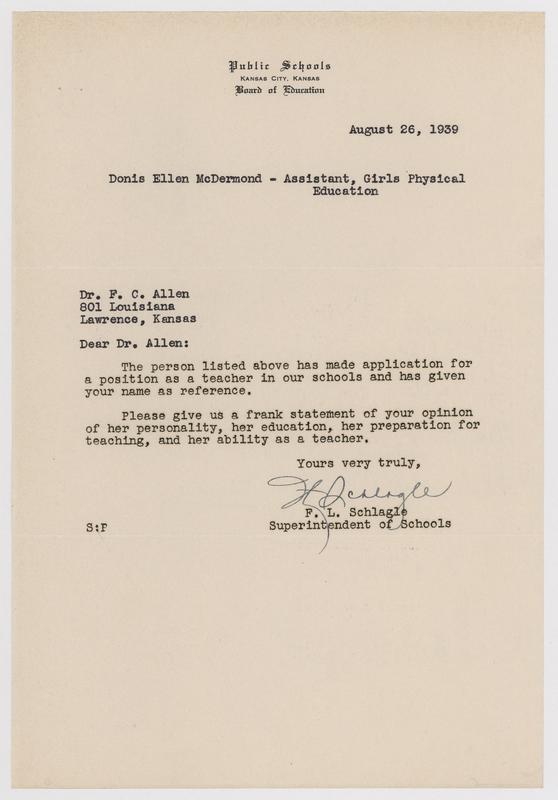 Public Schools
Kansas City, Kansas
Board of Education
August 26, 1939
Donis Ellen McDermond - Assistant, Girls Physical
Education
Dr. F. C. Allen
801 Louisiana
Lawrence, Kansas
Dear Dr. Allen:
The person listed above has made application for
a position as a teacher in our schools and has given
your name as reference.
Please give us a frank statement of your opinion
of her personality, her education, her preparation for
teaching, and her ability as a teacher.
Yours very truly,
F L Schlagle
F. L. Schlagle
Superintendent of Schools
S:F